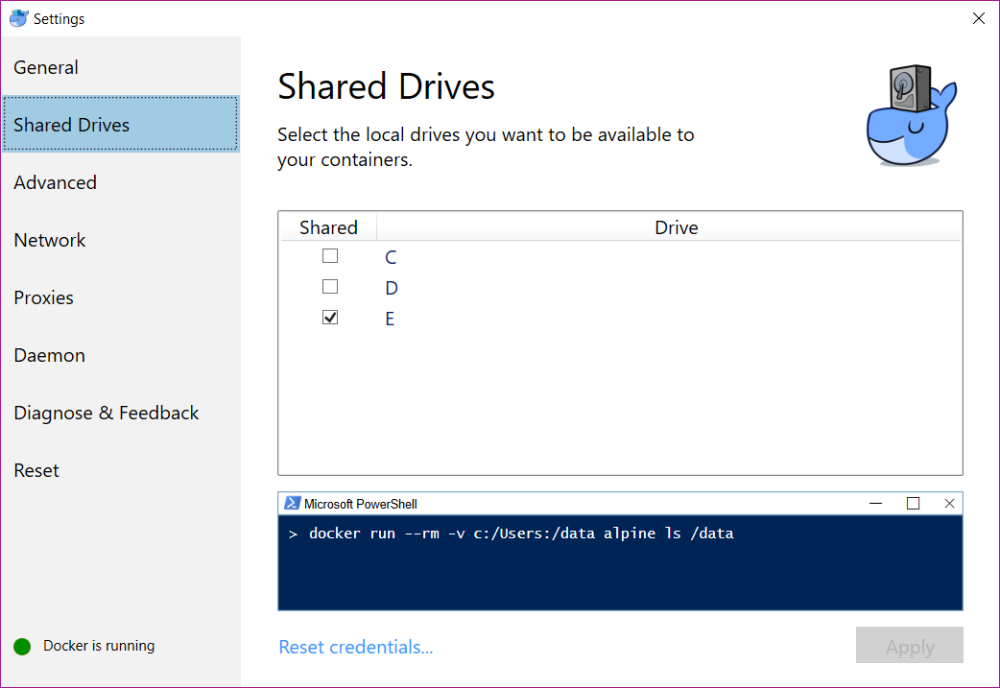 Settings
General
Shared Drives
Advanced
Network
Proxies
Daemon
Diagnose & Feedback
Reset
Docker is running
Shared Drives
Select the local drives you want to be available to
your containers.
Shared Drive
C
D
E
Microsoft PowerShell
> docker run --rm -v c:/Users:/data alpine ls /data
Reset credentials...
Apply